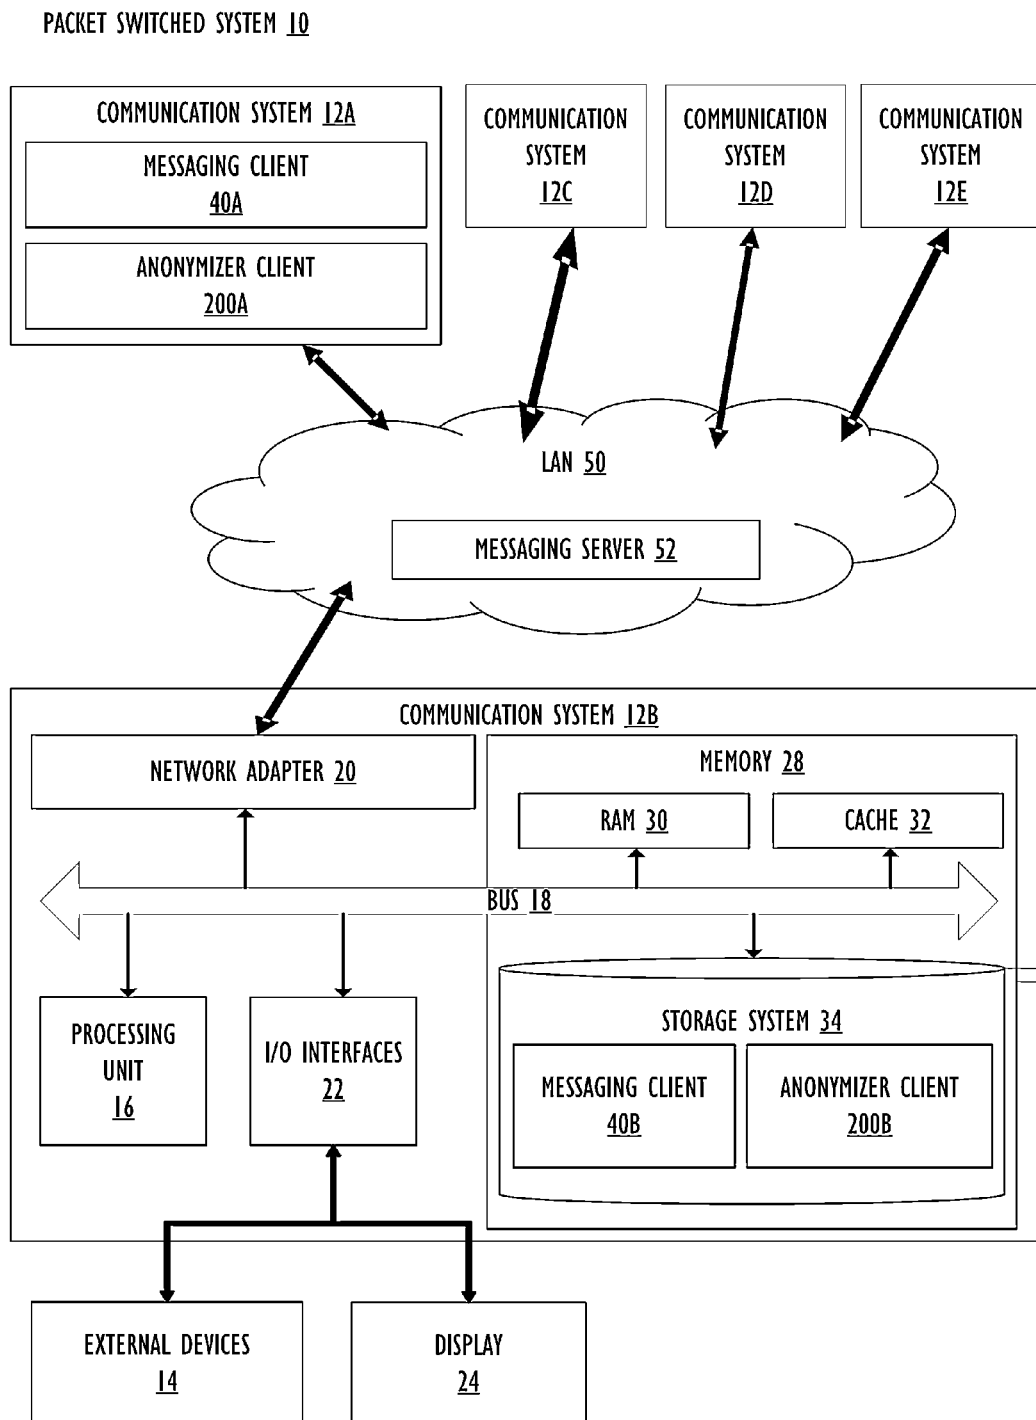 PACKET SWITCHED SYSTEM 10
COMMUNICATION SYSTEM 12A
MESSAGING CLIENT
40A
ANONYMIZER CLIENT
200A
COMMUNICATION
SYSTEM
12C
COMMUNICATION
SYSTEM
12D
COMMUNICATION
SYSTEM
12E
LAN 50
MESSAGING SERVER 52
COMMUNICATION SYSTEM 12B
NETWORK ADAPTER 20
MEMORY 28
RAM 30
CACHE 32
BUS 18
PROCESSING
UNIT
16
I/O INTERFACES
22
STORAGE SYSTEM 34
MESSAGING CLIENT
40B
ANONYMIZER CLIENT
200B
EXTERNAL DEVICES
14
DISPLAY
24